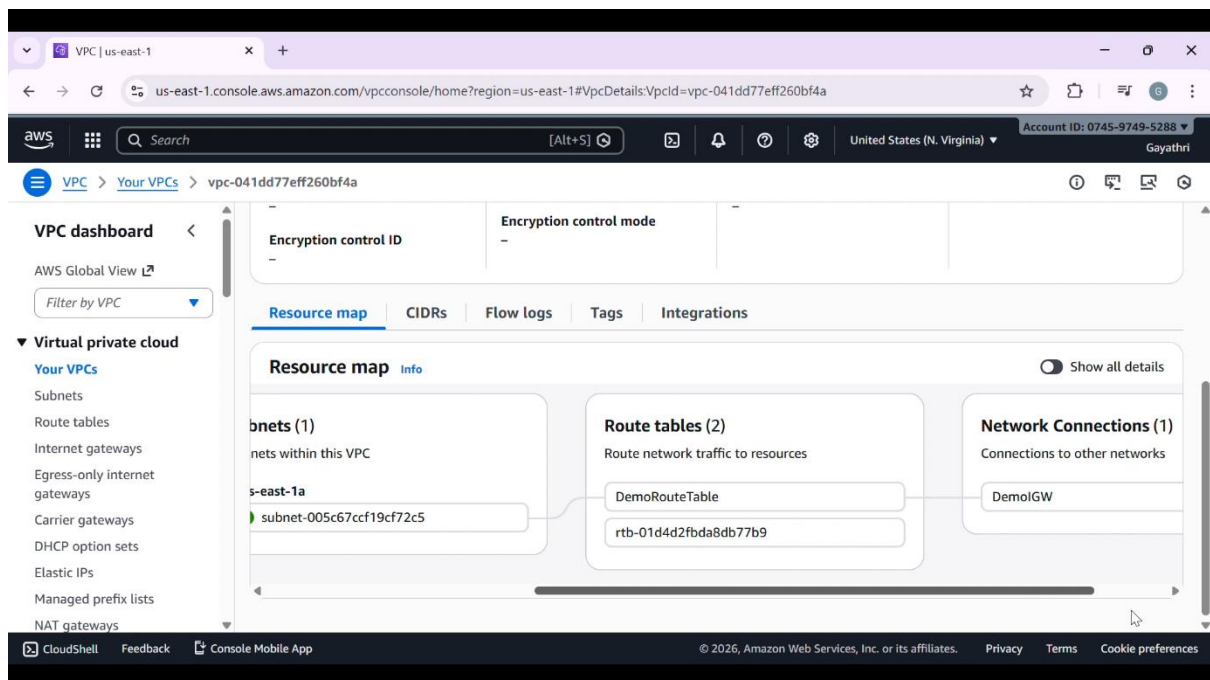 VPC | us-east-1
us-east-1.console.aws.amazon.com/vpcconsole/home?region=us-east-1#VpcDetails:VpcId=vpc-041dd77eff260bf4a
G
aws
Search
[Alt+S]
United States (N. Virginia)
Account ID: 0745-9749-5288
Gayathri
VPC > Your VPCs > vpc-041dd77eff260bf4a
VPC dashboard
AWS Global View
Filter by VPC
Virtual private cloud
Your VPCs
Subnets
Route tables
Internet gateways
Egress-only internet
gateways
Carrier gateways
DHCP option sets
Elastic IPs
Managed prefix lists
NAT gateways
–
Encryption control ID
–
Encryption control mode
–
–
Resource map
CIDRs
Flow logs
Tags
Integrations
Resource map Info
Show all details
bnets (1)
nets within this VPC
s-east-1a
subnet-005c67ccf19cf72c5
Route tables (2)
Route network traffic to resources
DemoRouteTable
rtb-01d4d2fbda8db77b9
Network Connections (1)
Connections to other networks
DemoIGW
CloudShell
Feedback
Console Mobile App
© 2026, Amazon Web Services, Inc. or its affiliates.
Privacy
Terms
Cookie preferences